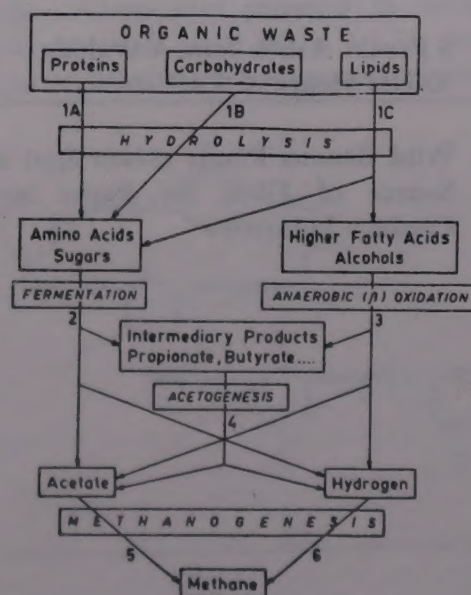 ORGANIC WASTE
Proteins Carbohydrates Lipids
1A 1B 1C
HYDROLYSIS
Amino Acids
Sugars
Higher Fatty Acids
Alcohols
FERMENTATION
ANAEROBIC (β) OXIDATION
2 3
Intermediary Products
Propionate, Butyrate....
ACETOGENESIS
4
Acetate Hydrogen
METHANOGENESIS
5 6
Methane